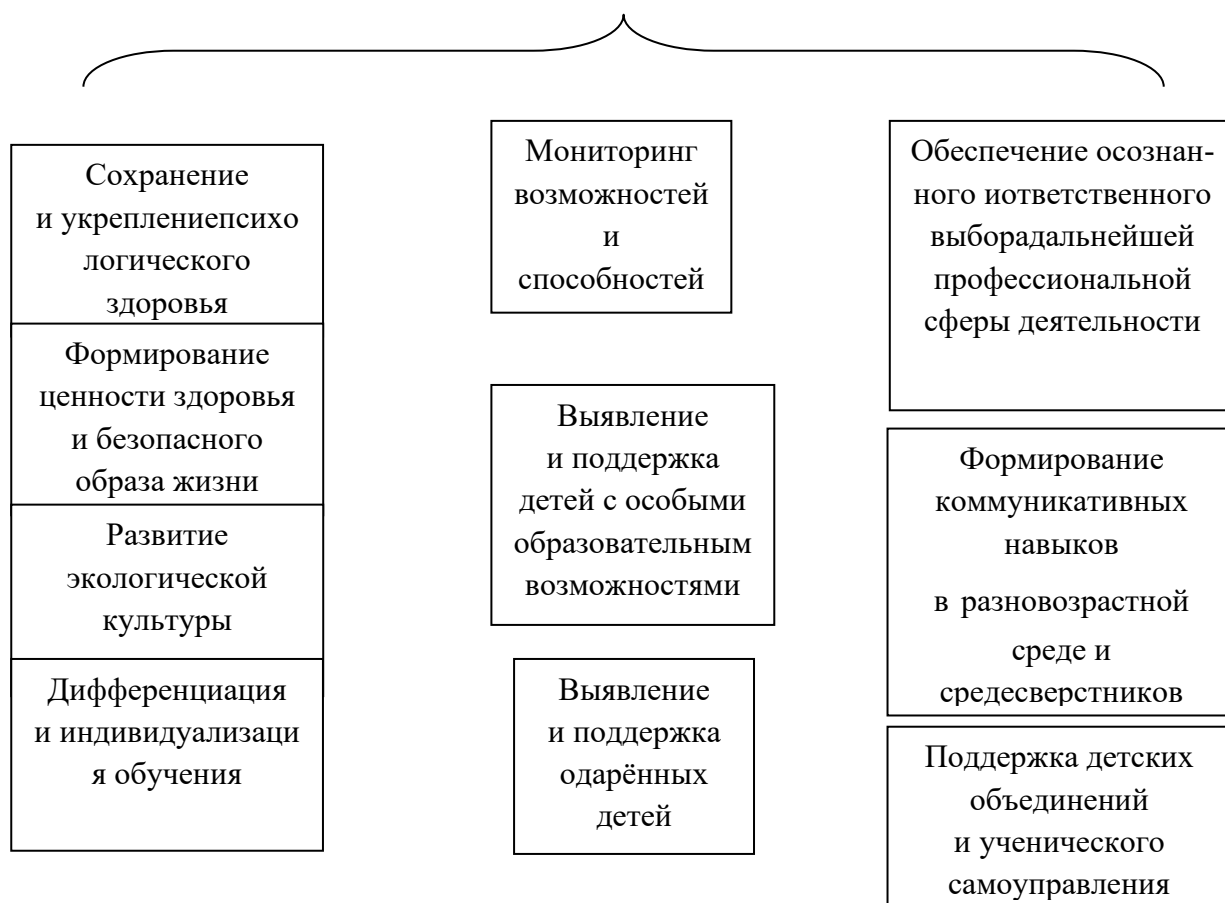 Сохранение
и укреплениепсихо
логического
здоровья
Формирование
ценности здоровья
и безопасного
образа жизни
Развитие
экологической
культуры
Дифференциация
и индивидуализаци
я обучения
Мониторинг
возможностей
и
способностей
Выявление
и поддержка
детей с особыми
образовательным
возможностями
Выявление
и поддержка
одарённых
детей
Обеспечение осознан-
ного иответственного
выборадальнейшей
профессиональной
сферы деятельности
Формирование
коммуникативных
навыков
в разновозрастной
среде и
средесверстников
Поддержка детских
объединений
и ученического
самоуправления